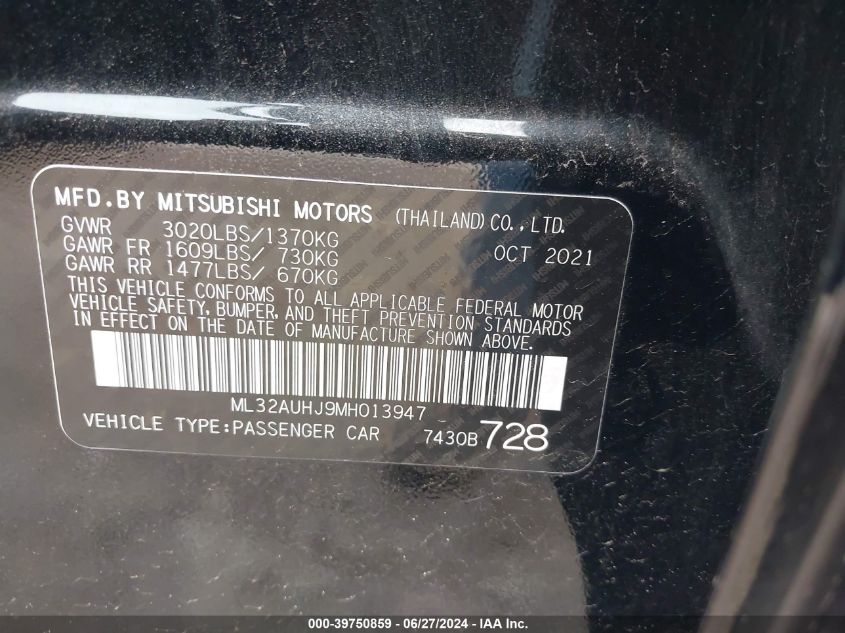 MFD.BY MITSUBISHI MOTORS (THAILAND) CO., LTD.
GVWR 3020LBS/1370KG OCT 2021
GAWR FR 1609LBS/ 730KG
GAWR RR 1477LBS/ 670KG
THIS VEHICLE CONFORMS TO ALL APPLICABLE FEDERAL MOTOR
VEHICLE SAFETY, BUMPER, AND THEFT PREVENTION STANDARDS
IN EFFECT ON THE DATE OF MANUFACTURE SHOWN ABOVE.
ML32AUHJ9MH013947
VEHICLE TYPE:PASSENGER CAR 7430B 728
000-39750859 - 06/27/2024 - IAA Inc.